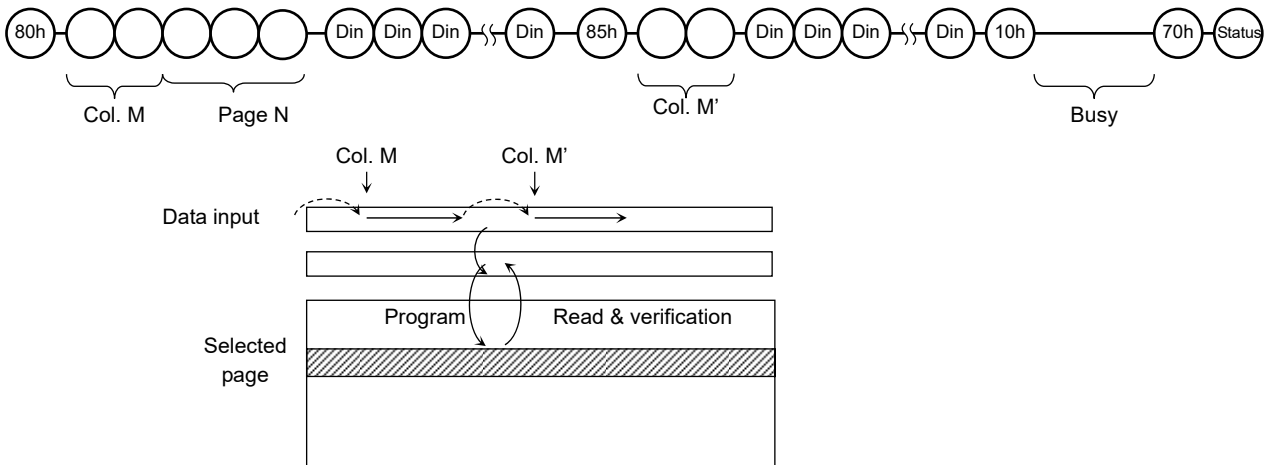 80h Din Din Din Din 85h Din Din Din Din 10h 70h Status
Col. M Page N Col. M’ Busy
Col. M Col. M’
Data input
Program Read & verification
Selected
page